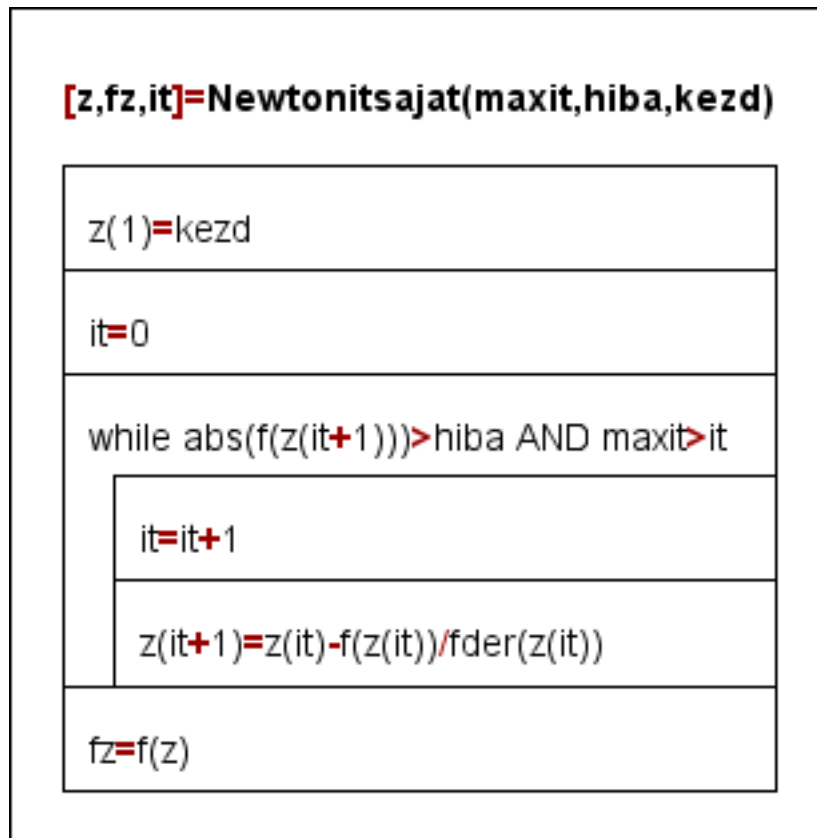 [z,fz,it]=Newtonitsajat(maxit,hiba,kezd)
z(1)=kezd
it=0
while abs(f(z(it+1)))>hiba AND maxit>it
it=it+1
z(it+1)=z(it)-f(z(it))/fder(z(it))
fz=f(z)